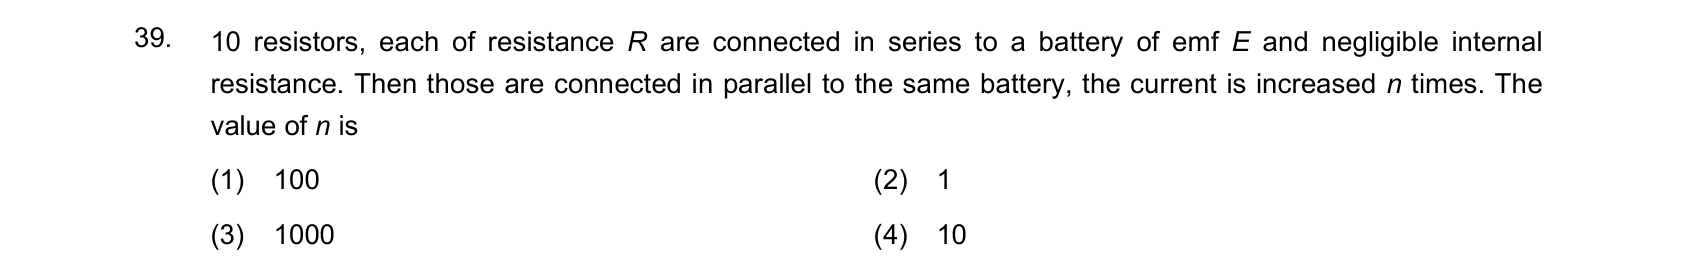 39. 10 resistors, each of resistance R are connected in series to a battery of emf E and negligible internal
resistance. Then those are connected in parallel to the same battery, the current is increased n times. The
value of n is
(1) 100 (2) 1
(3) 1000 (4) 10